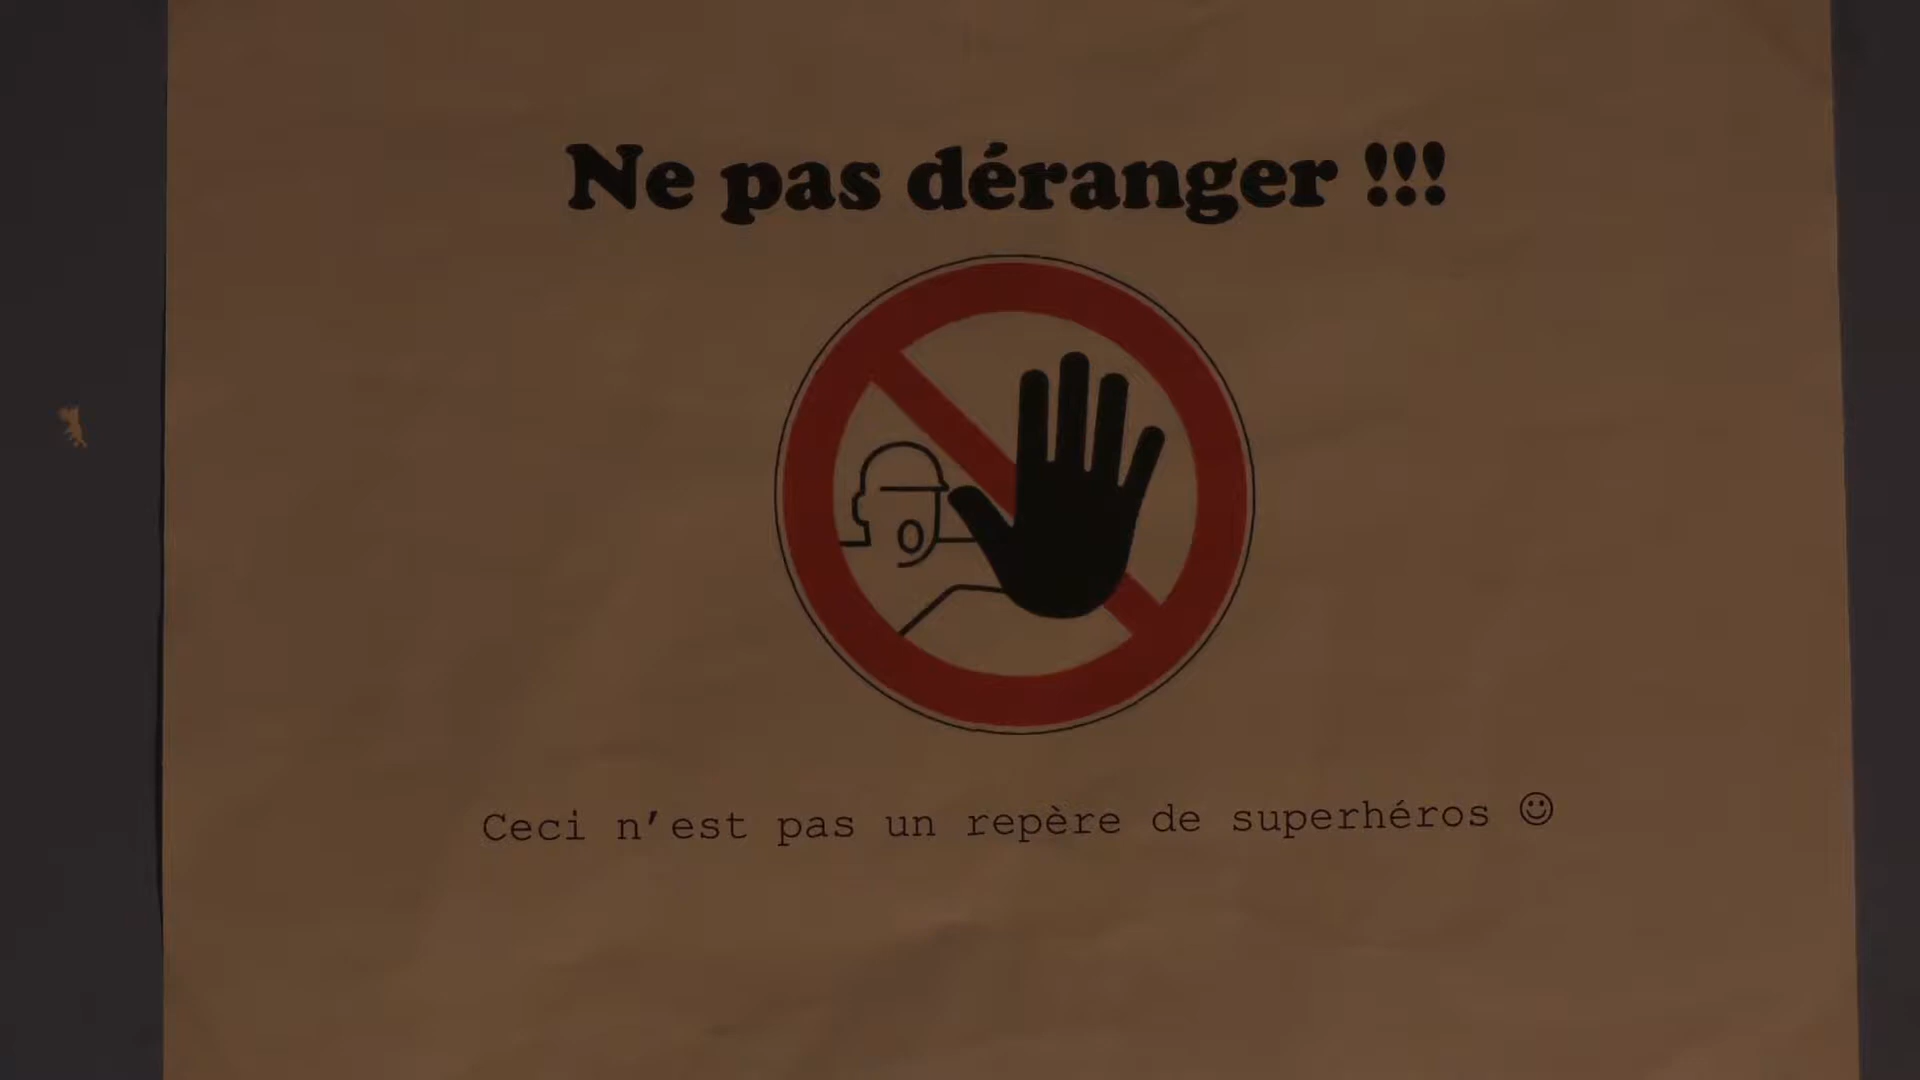 Ne pas déranger !!!
Ceci n'est pas un repère de superhéros ☺